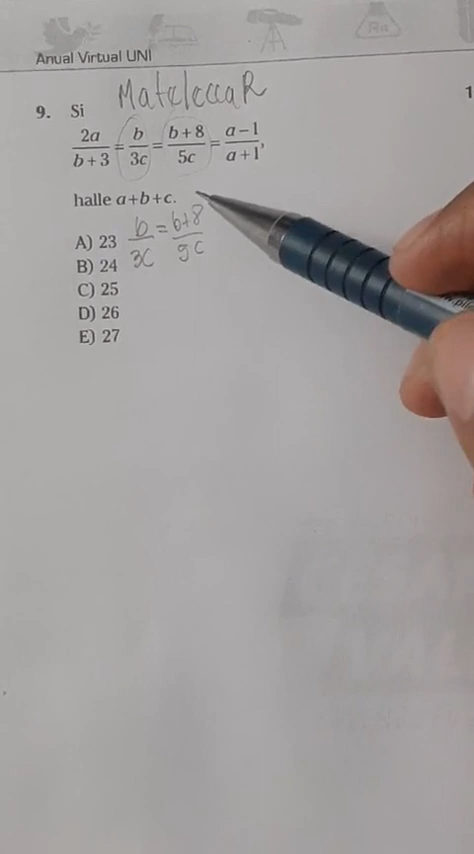 Anual Virtual UNI
MateleccaR
9. Si
2a/b+3 = b/3c = b+8/5c = a−1/a+1,
halle a+b+c.
A) 23
b/3c = b+8/5c
B) 24
C) 25
D) 26
E) 27
1